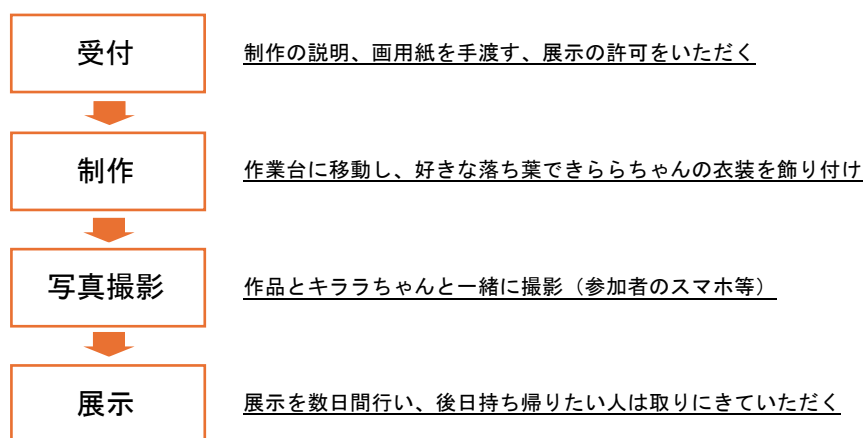 受付
制作の説明、画用紙を手渡す、展示の許可をいただく
制作
作業台に移動し、好きな落ち葉できららちゃんの衣装を飾り付け
写真撮影
作品とキララちゃんと一緒に撮影（参加者のスマホ等）
展示
展示を数日間行い、後日持ち帰りたい人は取りにきていただく